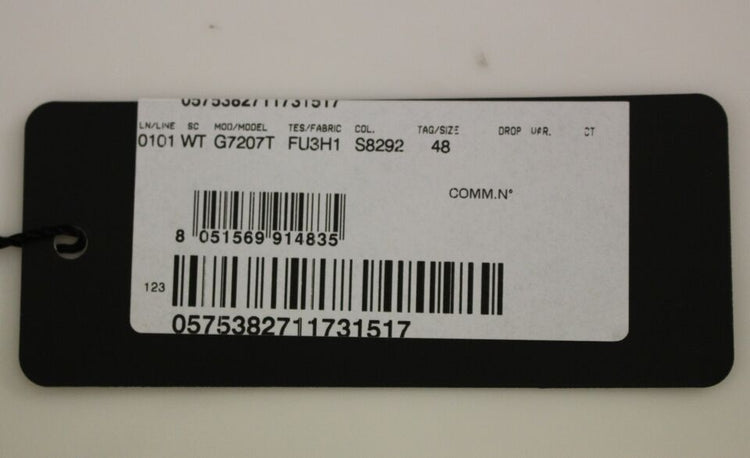 0575382711731517
LN/LINE SC MOD/MODEL TES/FABRIC COL. TAG/SIZE DROP VAR. CT
0101 WT G7207T FU3H1 S8292 48
COMM.N°
8 051569 914835
123
0575382711731517